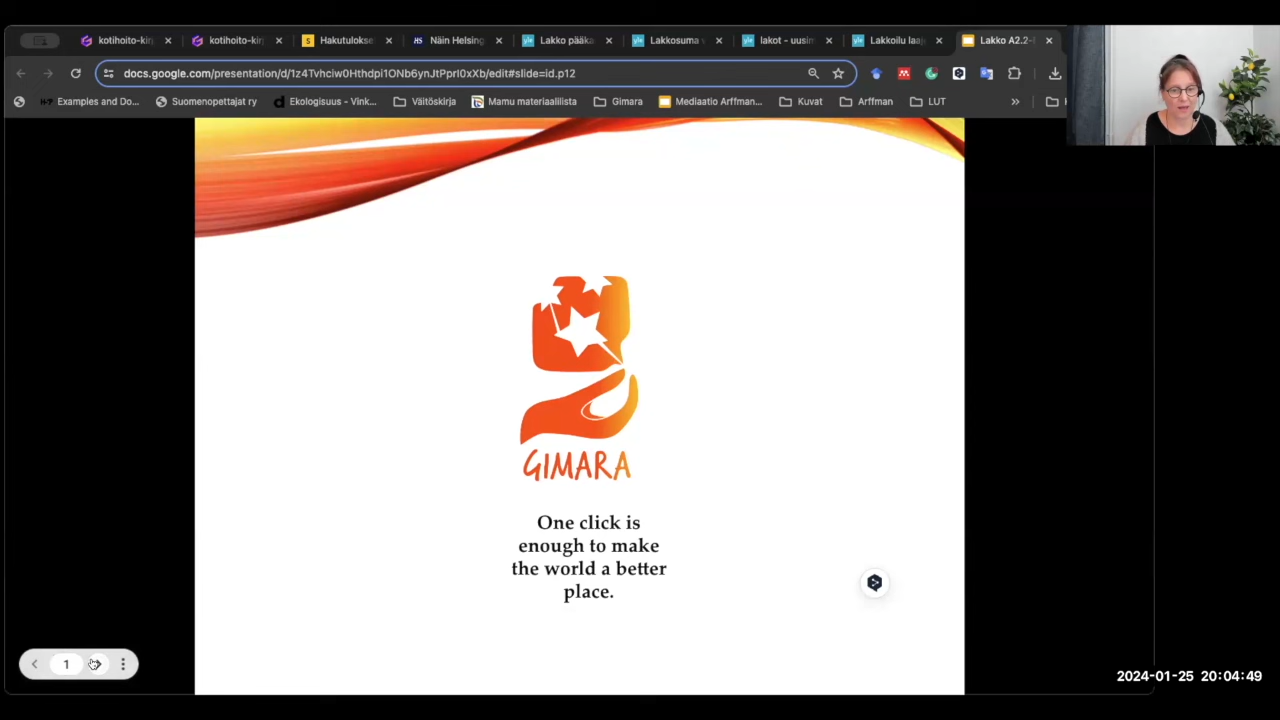 kotihoito-kirj
kotihoito-kirj
Hakutulokse
Näin Helsing
Lakko pääka
Lakkosuma v
lakot - uusim
Lakkoilu laaj
Lakko A2.2-
docs.google.com/presentation/d/1z4Tvhciw0Hthdpi1ONb6ynJtPprI0xXb/edit#slide=id.p12
Examples and Do...
Suomenopettajat ry
Ekologisuus - Vink...
Väitöskirja
Mamu materiaalilista
Gimara
Mediaatio Arffman...
Kuvat
Arffman
LUT
GIMARA
One click is
enough to make
the world a better
place.
1
2024-01-25 20:04:49